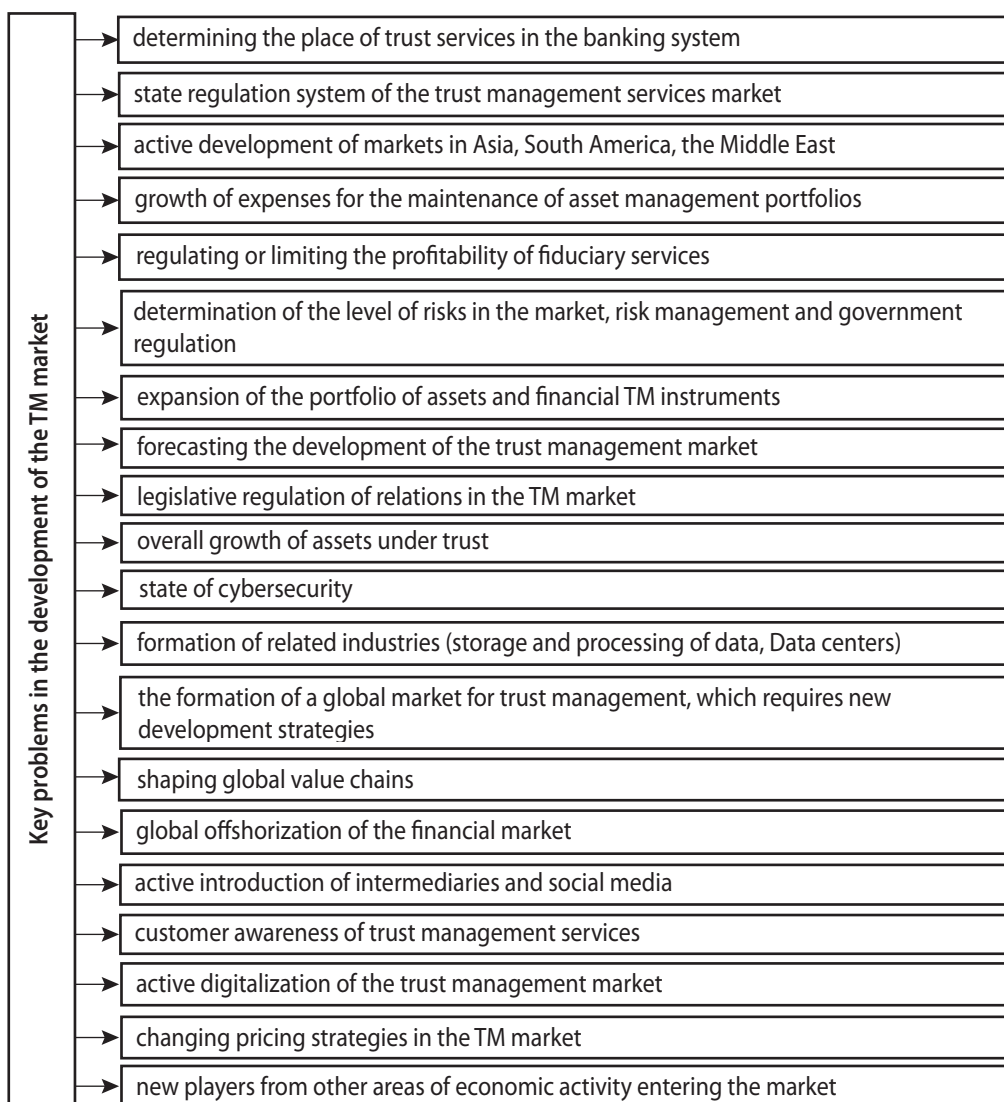 Key problems in the development of the TM market
determining the place of trust services in the banking system
state regulation system of the trust management services market
active development of markets in Asia, South America, the Middle East
growth of expenses for the maintenance of asset management portfolios
regulating or limiting the profitability of fiduciary services
determination of the level of risks in the market, risk management and government
regulation
expansion of the portfolio of assets and financial TM instruments
forecasting the development of the trust management market
legislative regulation of relations in the TM market
overall growth of assets under trust
state of cybersecurity
formation of related industries (storage and processing of data, Data centers)
the formation of a global market for trust management, which requires new
development strategies
shaping global value chains
global offshorization of the financial market
active introduction of intermediaries and social media
customer awareness of trust management services
active digitalization of the trust management market
changing pricing strategies in the TM market
new players from other areas of economic activity entering the market